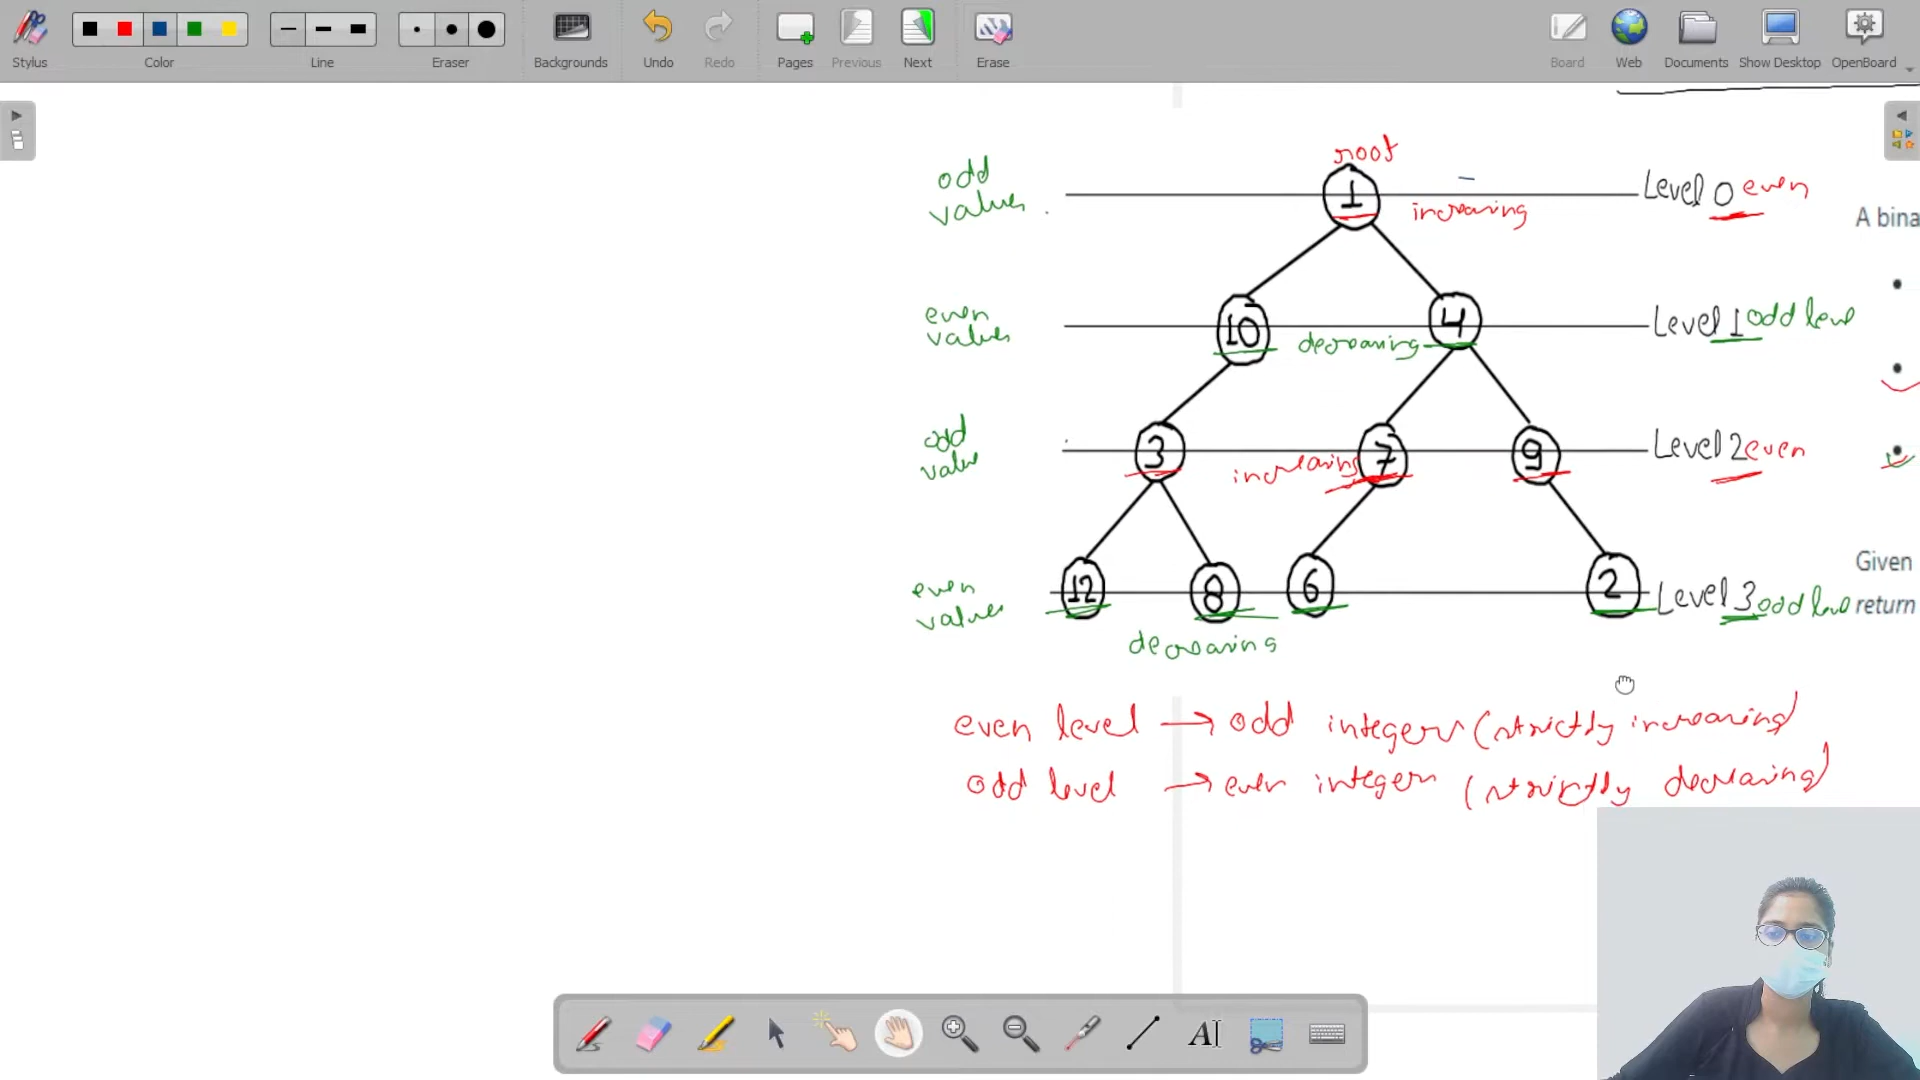 Stylus Color Line Eraser Backgrounds Undo Redo Pages Previous Next Erase Board Web Documents Show Desktop OpenBoard
root
odd
values
1
increasing
Level 0 even
A bina
even
values
10
decreasing
4
Level 1 odd level
odd
value
3
increasing
7
9
Level 2 even
Given
even
values
12
8
6
2
Level 3 odd level
return
decreasing
even level → odd integers (strictly increasing)
odd level → even integers (strictly decreasing)
AI